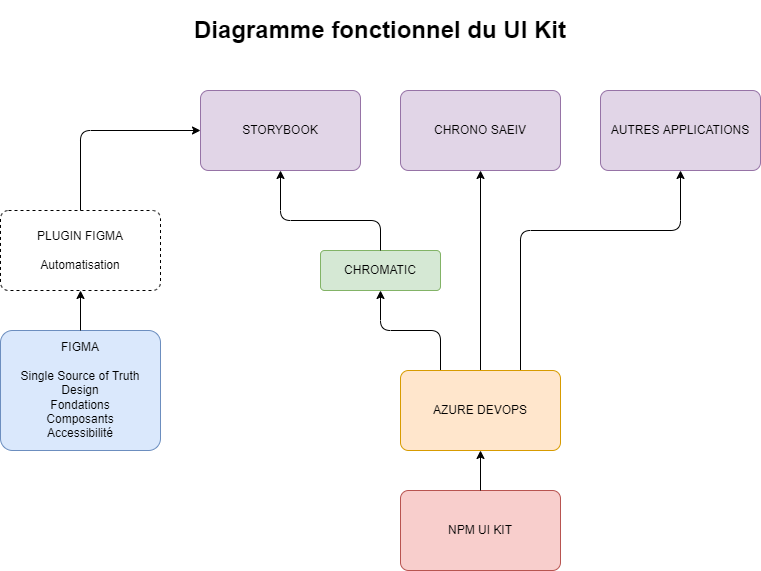 Diagramme fonctionnel du UI Kit
STORYBOOK
CHRONO SAEIV
AUTRES APPLICATIONS
PLUGIN FIGMA
Automatisation
CHROMATIC
FIGMA
Single Source of Truth
Design
Fondations
Composants
Accessibilité
AZURE DEVOPS
NPM UI KIT